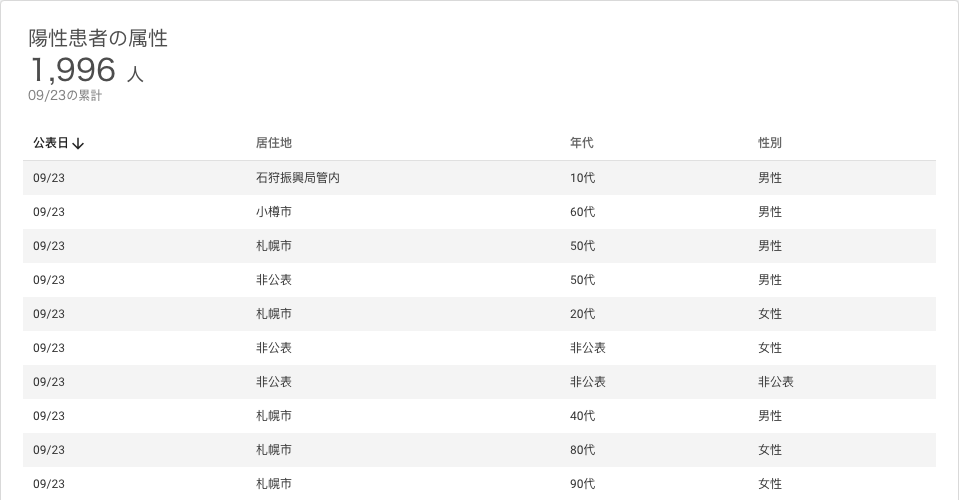 陽性患者の属性
1,996 人
09/23の累計
公表日 居住地 年代 性別
09/23 石狩振興局管内 10代 男性
09/23 小樽市 60代 男性
09/23 札幌市 50代 男性
09/23 非公表 50代 男性
09/23 札幌市 20代 女性
09/23 非公表 非公表 女性
09/23 非公表 非公表 非公表
09/23 札幌市 40代 男性
09/23 札幌市 80代 女性
09/23 札幌市 90代 女性